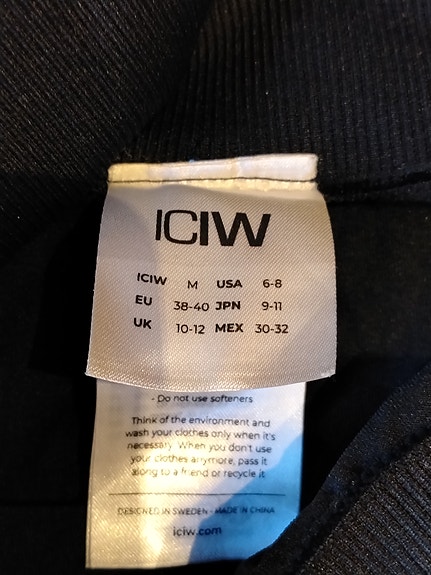 ICIW
ICIW M USA 6-8
EU 38-40 JPN 9-11
UK 10-12 MEX 30-32
- Do not use softeners
Think of the environment and
wash your clothes only when it's
necessary. When you don't use
your clothes anymore, pass it
along to a friend or recycle it
DESIGNED IN SWEDEN - MADE IN CHINA
iciw.com